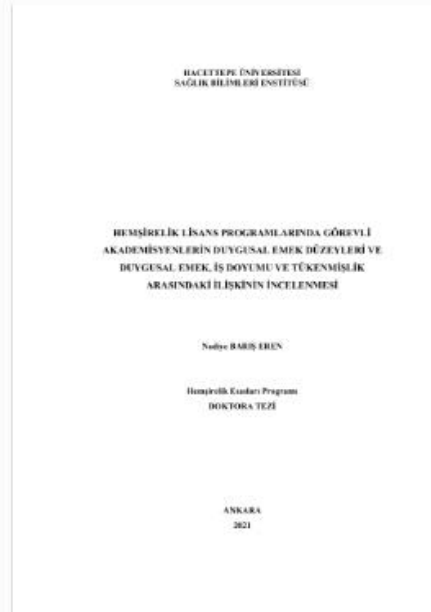 HACETTEPE ÜNİVERSİTESİ
SAĞLIK BİLİMLERİ ENSTİTÜSÜ
HEMŞİRELİK LİSANS PROGRAMLARINDA GÖREVLİ
AKADEMİSYENLERİN DUYGUSAL EMEK DÜZEYLERİ VE
DUYGUSAL EMEK, İŞ DOYUMU VE TÜKENMİŞLİK
ARASINDAKİ İLİŞKİNİN İNCELENMESİ
Nediye BARIŞ EREN
Hemşirelik Esasları Programı
DOKTORA TEZİ
ANKARA
2021